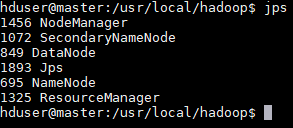 hduser@master:/usr/local/hadoop$ jps
1456 NodeManager
1072 SecondaryNameNode
849 DataNode
1893 Jps
695 NameNode
1325 ResourceManager
hduser@master:/usr/local/hadoop$